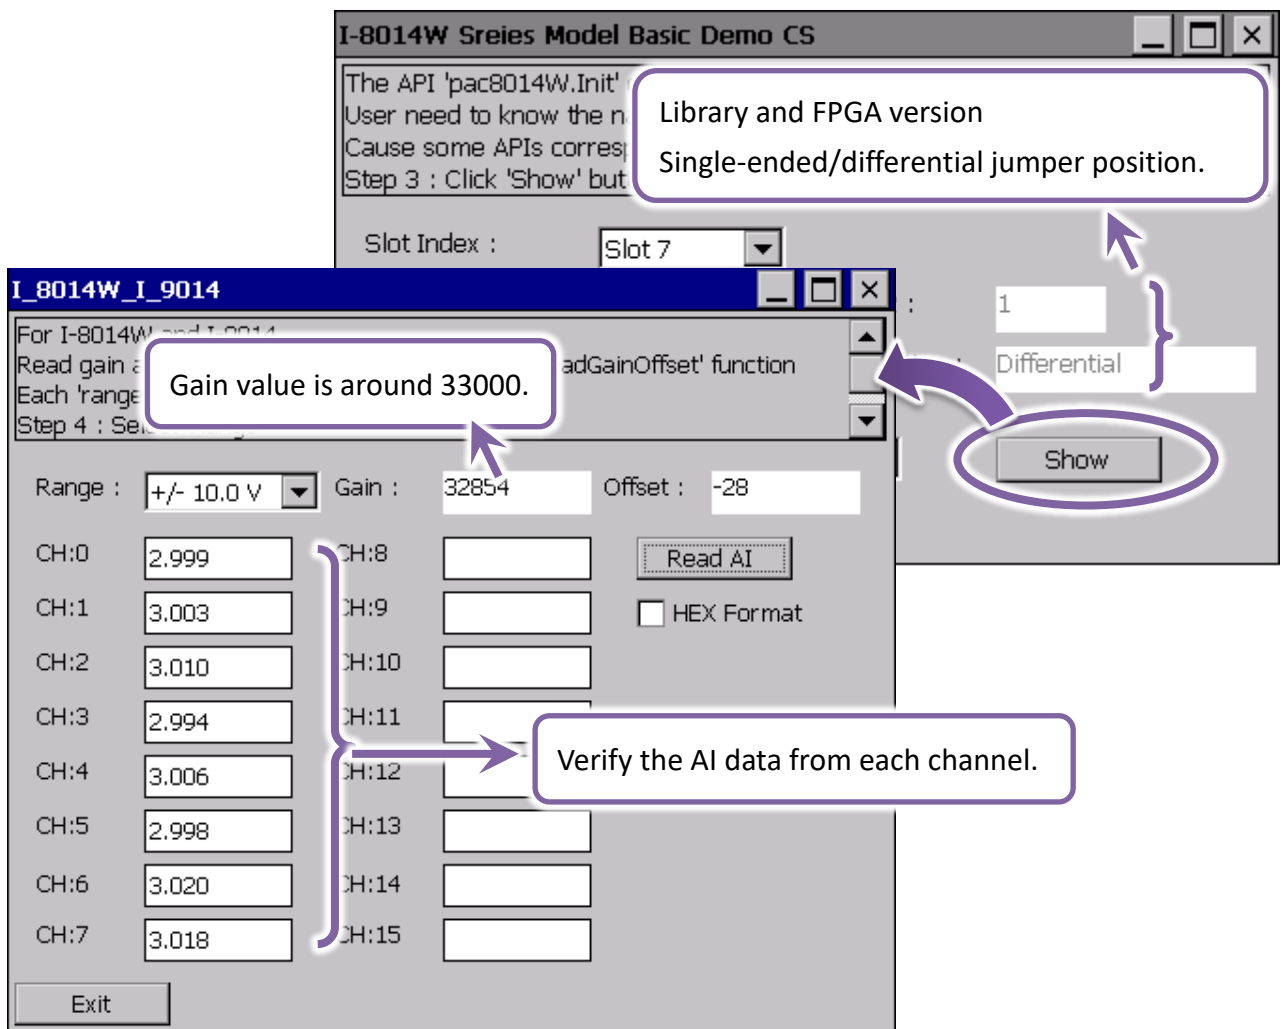 I-8014W Sreies Model Basic Demo CS
The API 'pac8014W.Init'
User need to know the
Cause some APIs
Step 3 : Click 'Show'
Library and FPGA version
Single-ended/differential jumper position.
Slot Index : Slot 7
: 1
: Differential
Show
I_8014W_I_9014
For I-8014W and I-9014
Read gain adGainOffset' function
Each 'range
Step 4 :
Gain value is around 33000.
Range : +/- 10.0 V Gain : 32854 Offset : -28
CH:0 2.999 CH:8 Read AI
CH:1 3.003 CH:9 HEX Format
CH:2 3.010 CH:10
CH:3 2.994 CH:11
Verify the AI data from each channel.
CH:4 3.006 CH:12
CH:5 2.998 CH:13
CH:6 3.020 CH:14
CH:7 3.018 CH:15
Exit